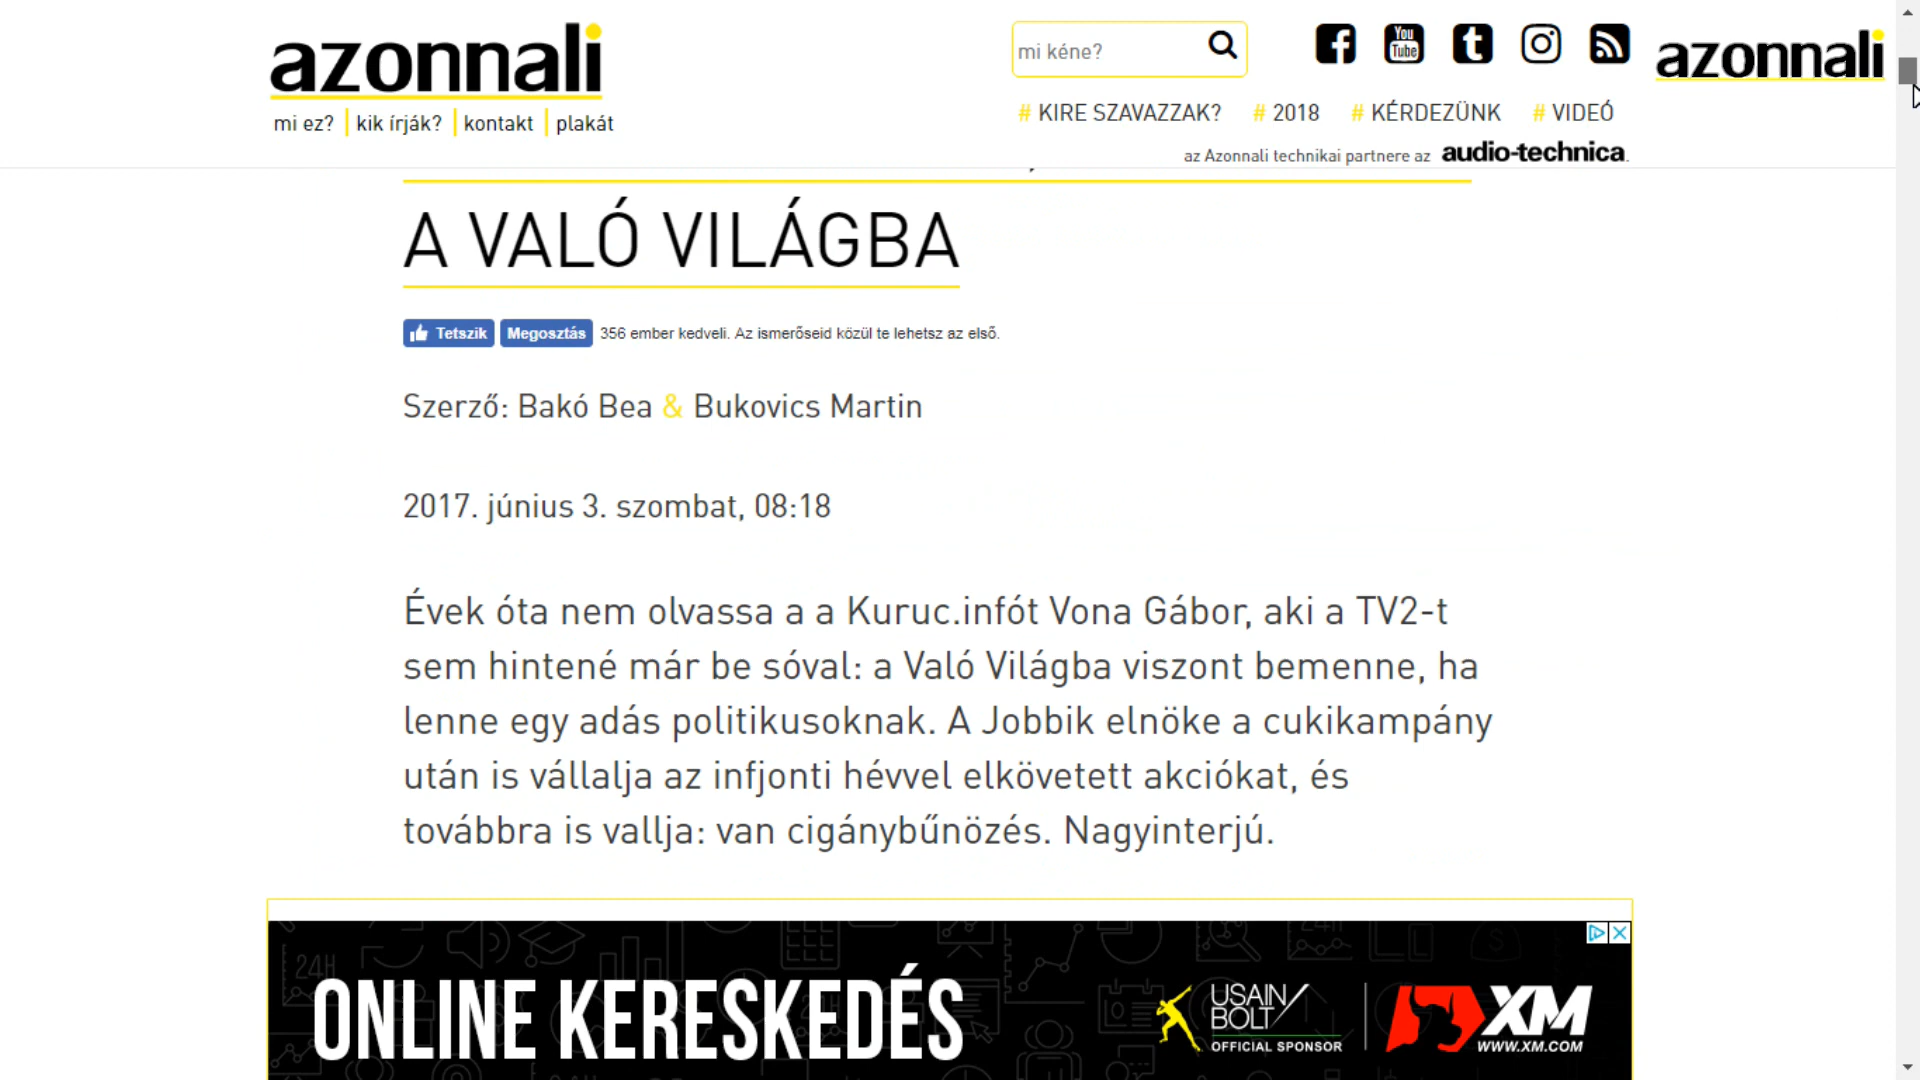 azonnali
mi ez?
kik írják?
kontakt
plakát
mi kéne?
You
Tube
# KIRE SZAVAZZAK?
# 2018
# KÉRDEZÜNK
# VIDEÓ
az Azonnali technikai partnere az audio-technica.
azonnali
A VALÓ VILÁGBA
Tetszik
Megosztás
356 ember kedveli. Az ismerőseid közül te lehetsz az első.
Szerző: Bakó Bea & Bukovics Martin
2017. június 3. szombat, 08:18
Évek óta nem olvassa a a Kuruc.infót Vona Gábor, aki a TV2-t
sem hintené már be sóval: a Való Világba viszont bemenne, ha
lenne egy adás politikusoknak. A Jobbik elnöke a cukikampány
után is vállalja az infjonti hévvel elkövetett akciókat, és
továbbra is vallja: van cigánybűnözés. Nagyinterjú.
24H
24H
ONLINE KERESKEDÉS
USAIN
BOLT
OFFICIAL SPONSOR
XM
WWW.XM.COM